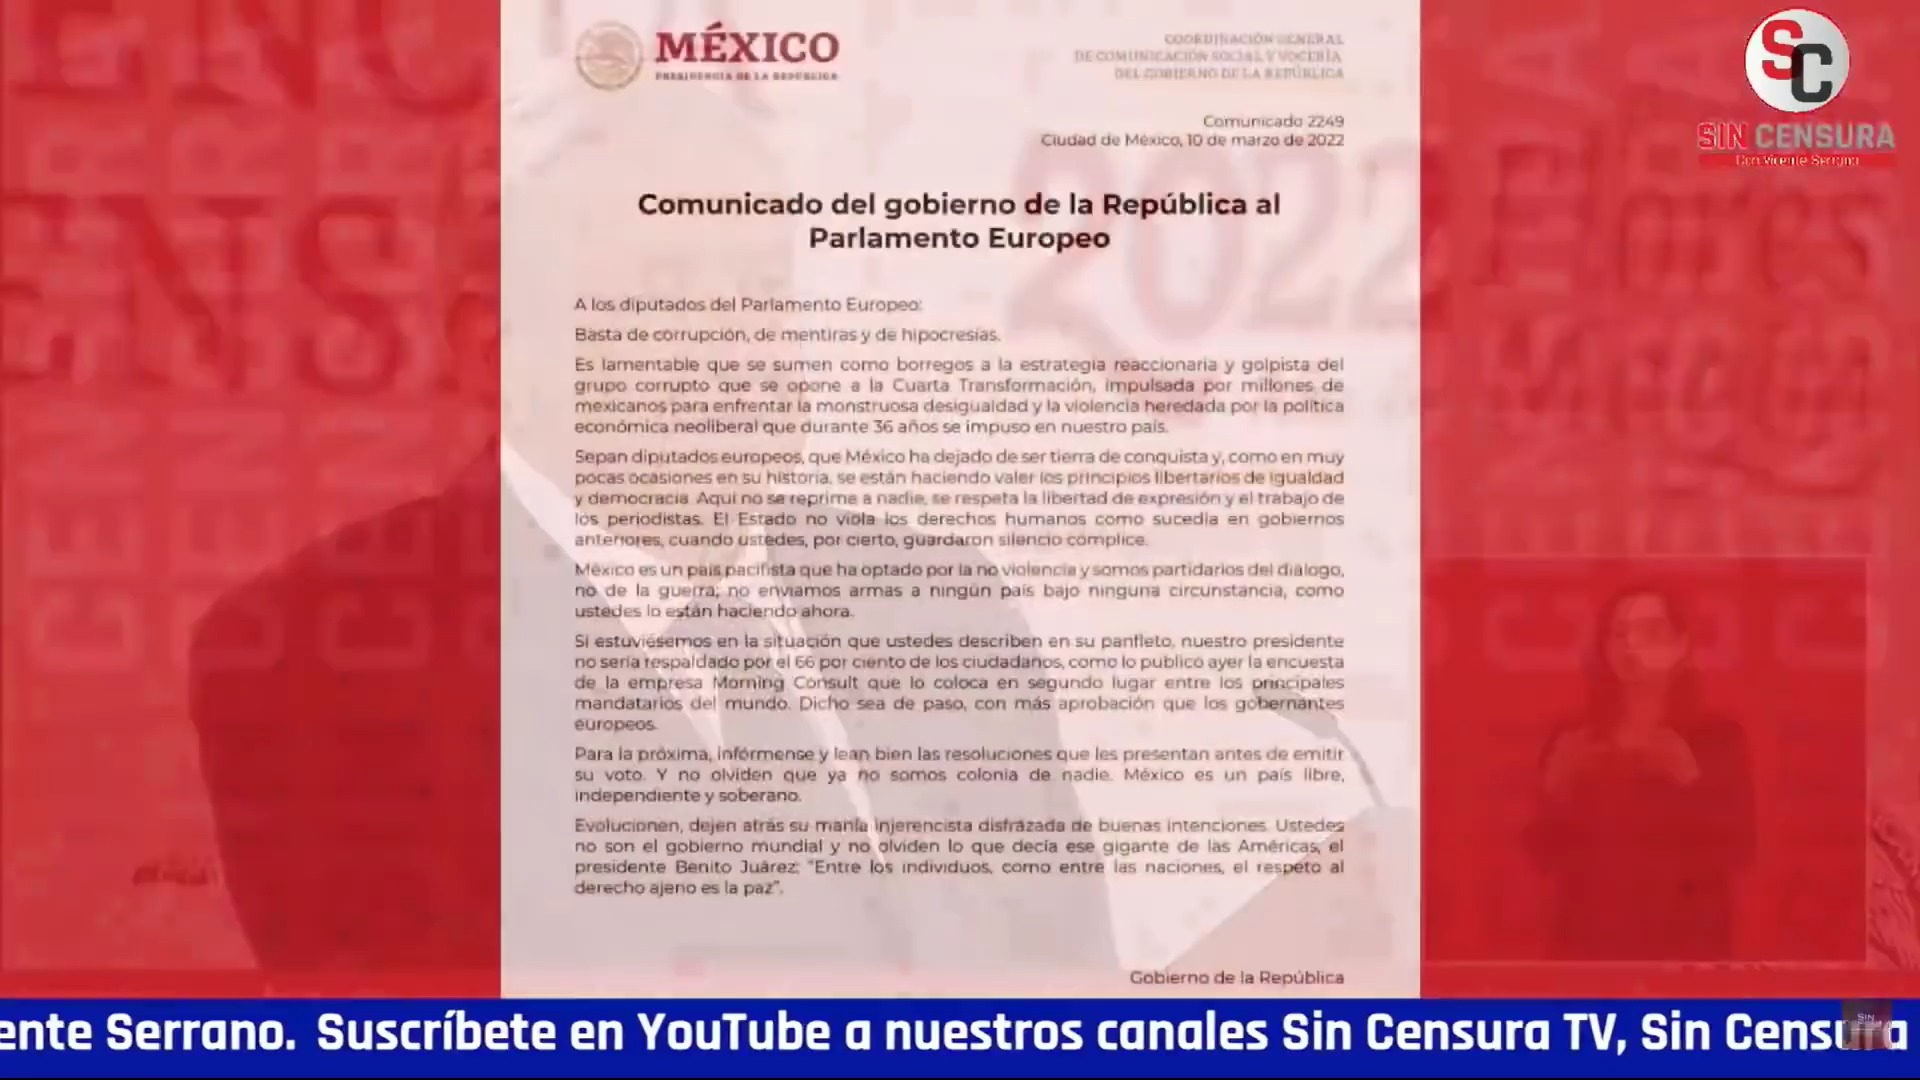 MÉXICO
PRESIDENCIA DE LA REPÚBLICA
COORDINACIÓN GENERAL
DE COMUNICACIÓN SOCIAL Y VOCERÍA
DEL GOBIERNO DE LA REPÚBLICA
SC
SIN CENSURA
Con Vicente Serrano
Comunicado 2249
Ciudad de México, 10 de marzo de 2022
Comunicado del gobierno de la República al
Parlamento Europeo
A los diputados del Parlamento Europeo:
Basta de corrupción, de mentiras y de hipocresías.
Es lamentable que se sumen como borregos a la estrategia reaccionaria y golpista del
grupo corrupto que se opone a la Cuarta Transformación, impulsada por millones de
mexicanos para enfrentar la monstruosa desigualdad y la violencia heredada por la política
económica neoliberal que durante 36 años se impuso en nuestro país.
Sepan diputados europeos, que México ha dejado de ser tierra de conquista y, como en muy
pocas ocasiones en su historia, se están haciendo valer los principios libertarios de igualdad
y democracia. Aquí no se reprime a nadie, se respeta la libertad de expresión y el trabajo de
los periodistas. El Estado no viola los derechos humanos como sucedía en gobiernos
anteriores, cuando ustedes, por cierto, guardaron silencio cómplice.
México es un país pacifista que ha optado por la no violencia y somos partidarios del diálogo,
no de la guerra; no enviamos armas a ningún país bajo ninguna circunstancia, como
ustedes lo están haciendo ahora.
Si estuviésemos en la situación que ustedes describen en su panfleto, nuestro presidente
no sería respaldado por el 66 por ciento de los ciudadanos, como lo publicó ayer la encuesta
de la empresa Morning Consult que lo coloca en segundo lugar entre los principales
mandatarios del mundo. Dicho sea de paso, con más aprobación que los gobernantes
europeos.
Para la próxima, infórmense y lean bien las resoluciones que les presentan antes de emitir
su voto. Y no olviden que ya no somos colonia de nadie. México es un país libre,
independiente y soberano.
Evolucionen, dejen atrás su manía injerencista disfrazada de buenas intenciones. Ustedes
no son el gobierno mundial y no olviden lo que decía ese gigante de las Américas, el
presidente Benito Juárez: "Entre los individuos, como entre las naciones, el respeto al
derecho ajeno es la paz".
Gobierno de la República
ente Serrano. Suscríbete en YouTube a nuestros canales Sin Censura TV, Sin Censura